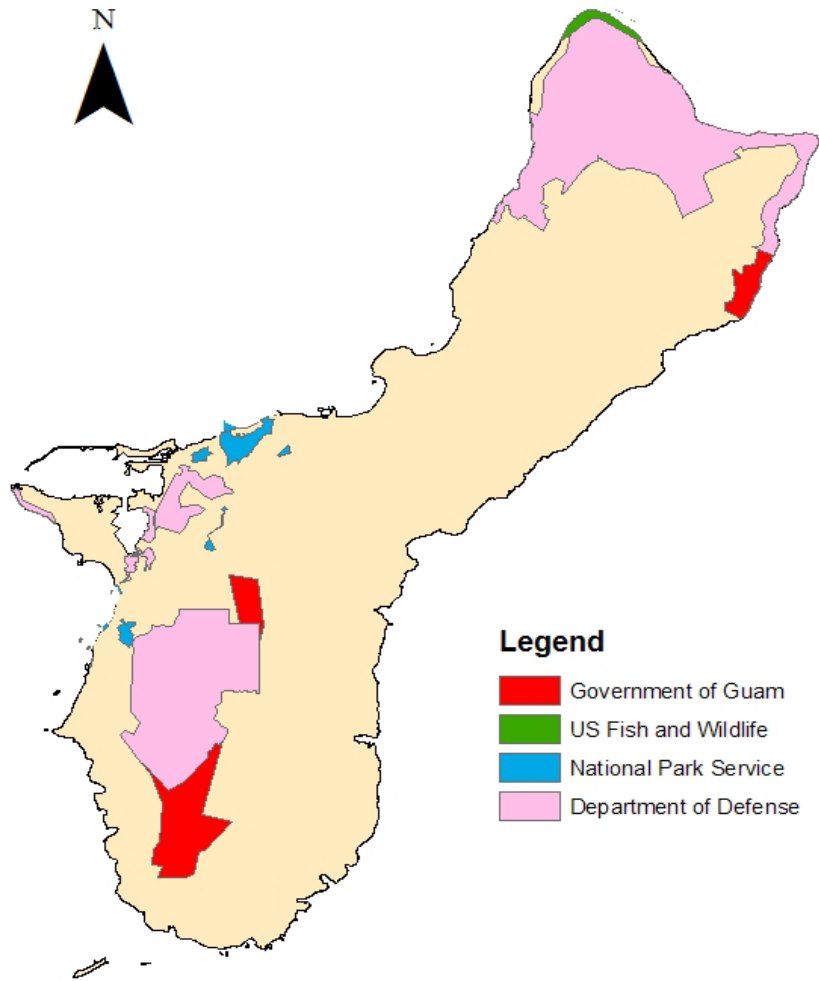 N
Legend
Government of Guam
US Fish and Wildlife
National Park Service
Department of Defense